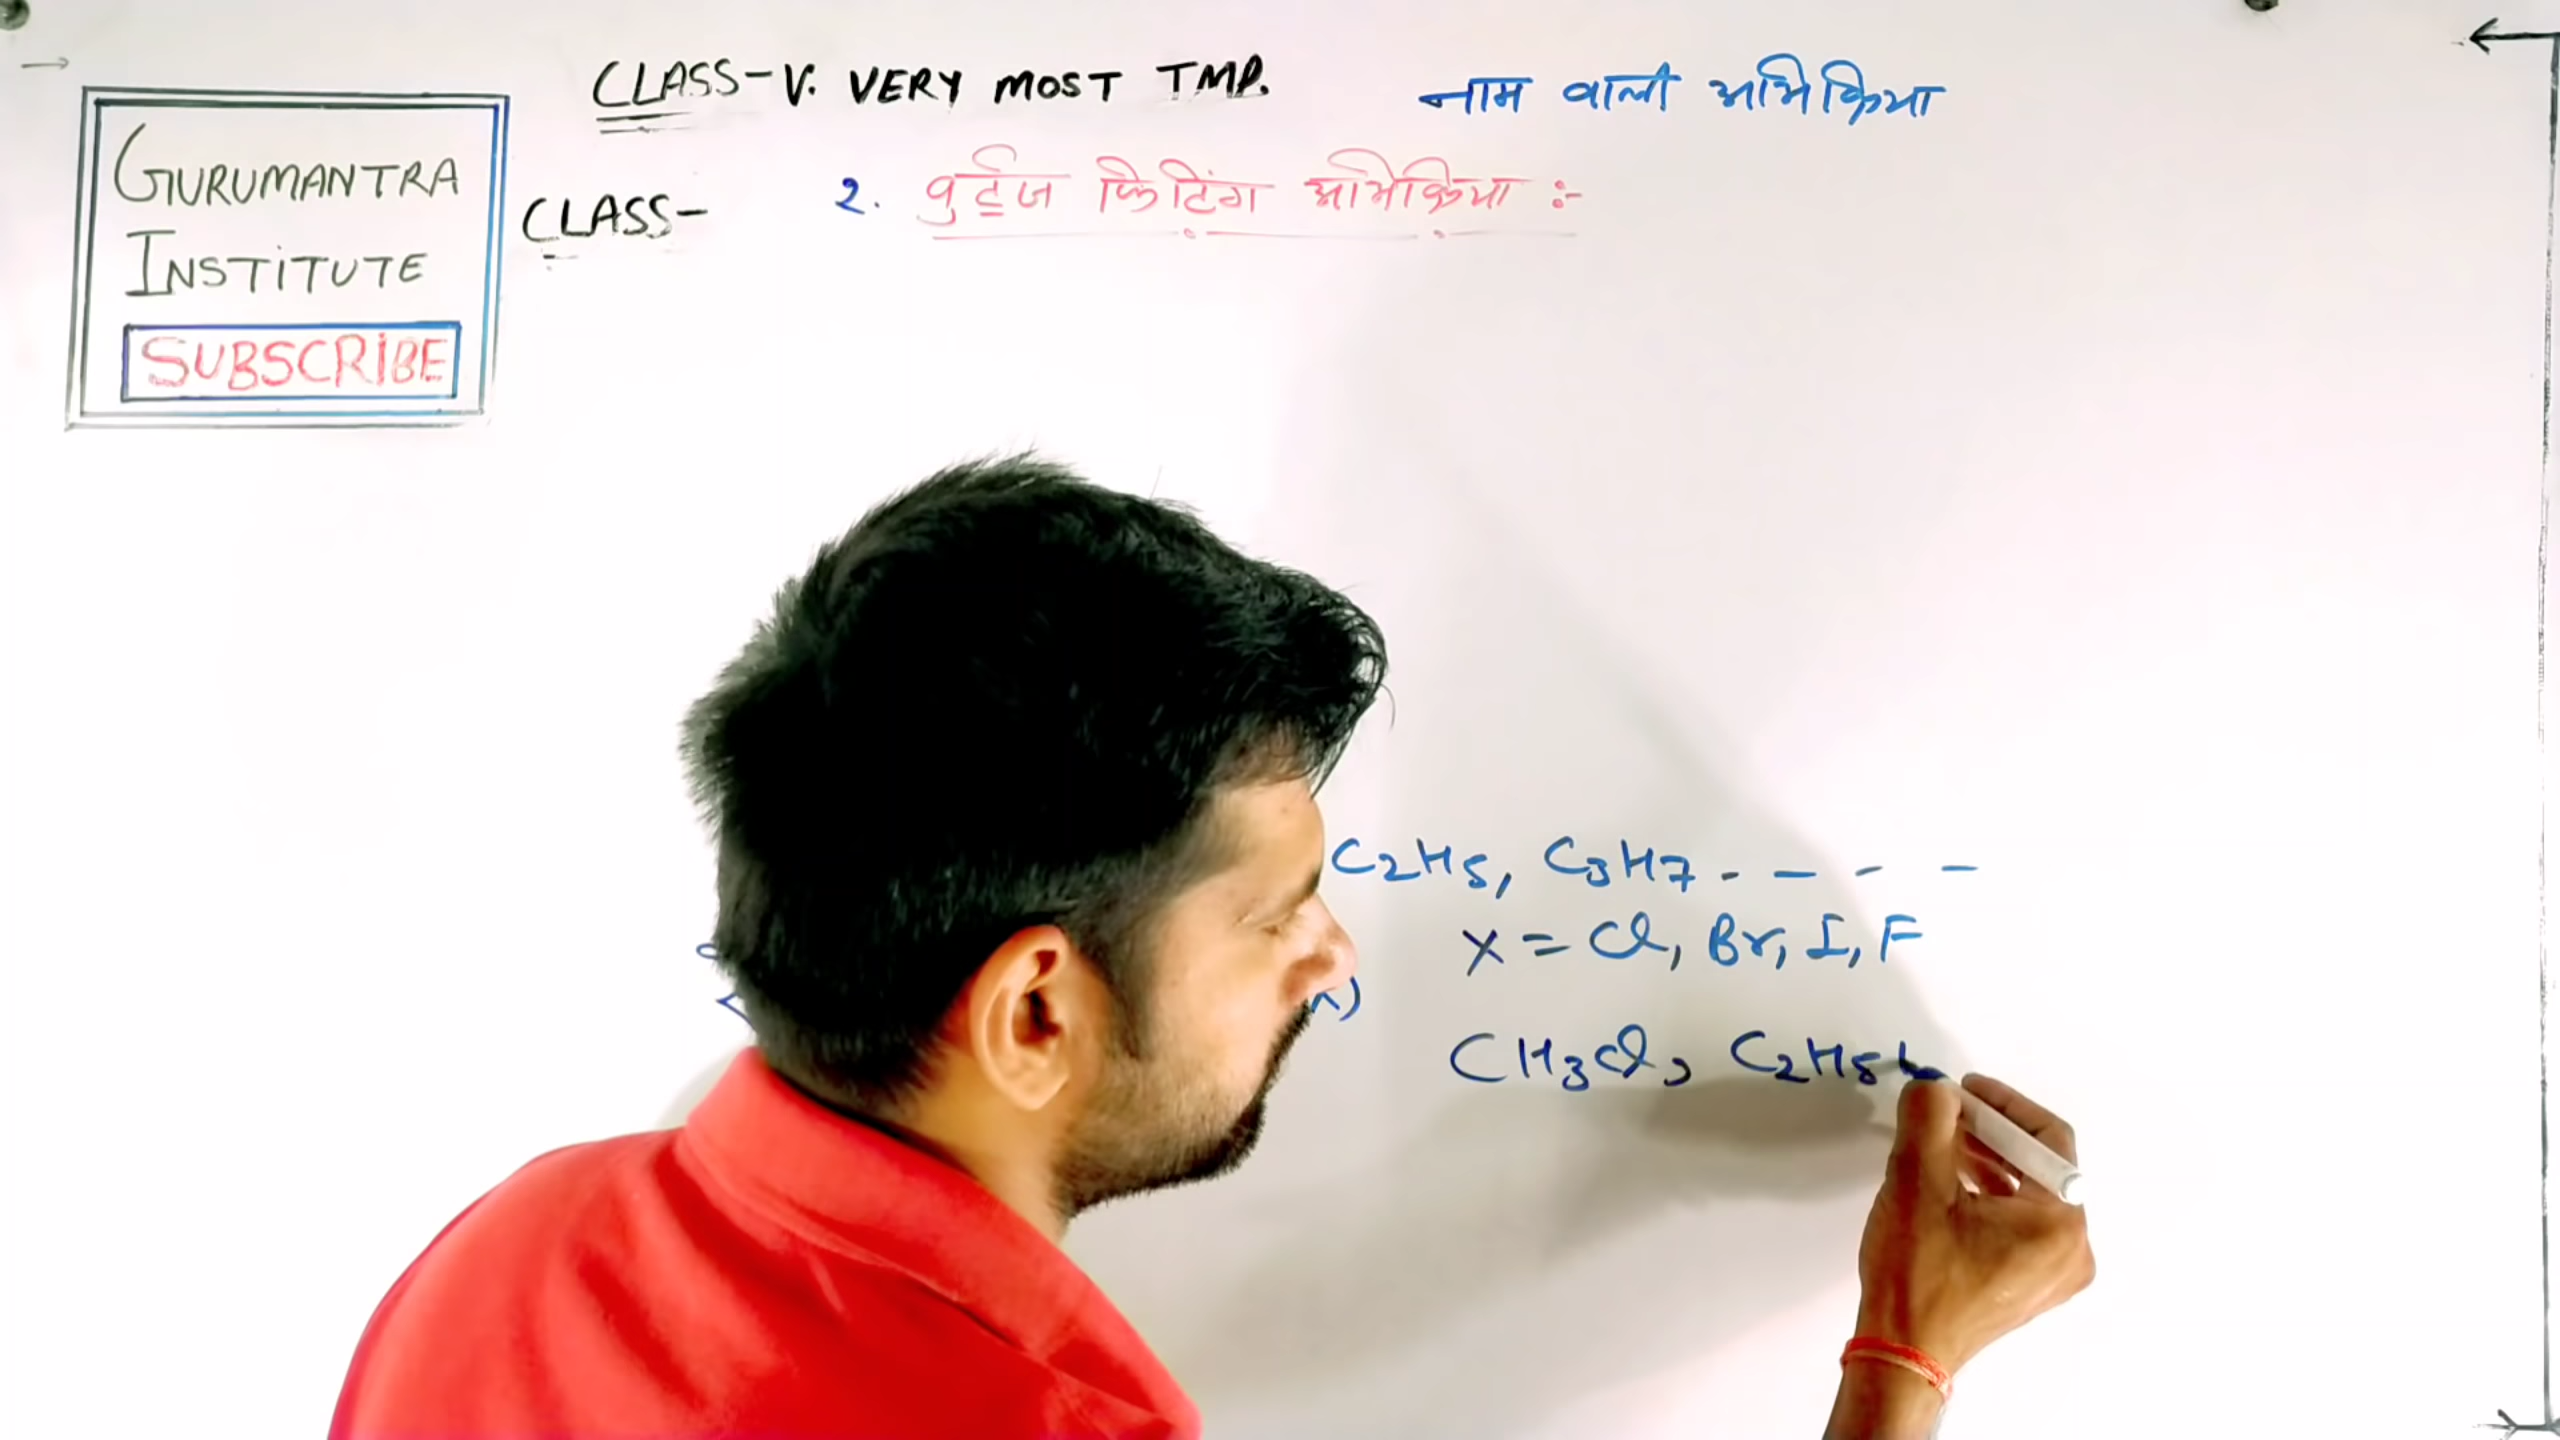 CLASS-V. VERY MOST IMP.
नाम वाली अभिक्रिया
GURUMANTRA
INSTITUTE
SUBSCRIBE
CLASS-
2. वुर्ट्ज फिटिंग अभिक्रिया :-
C2H5, C3H7 - - - -
X = Cl, Br, I, F
CH3Cl, C2H5